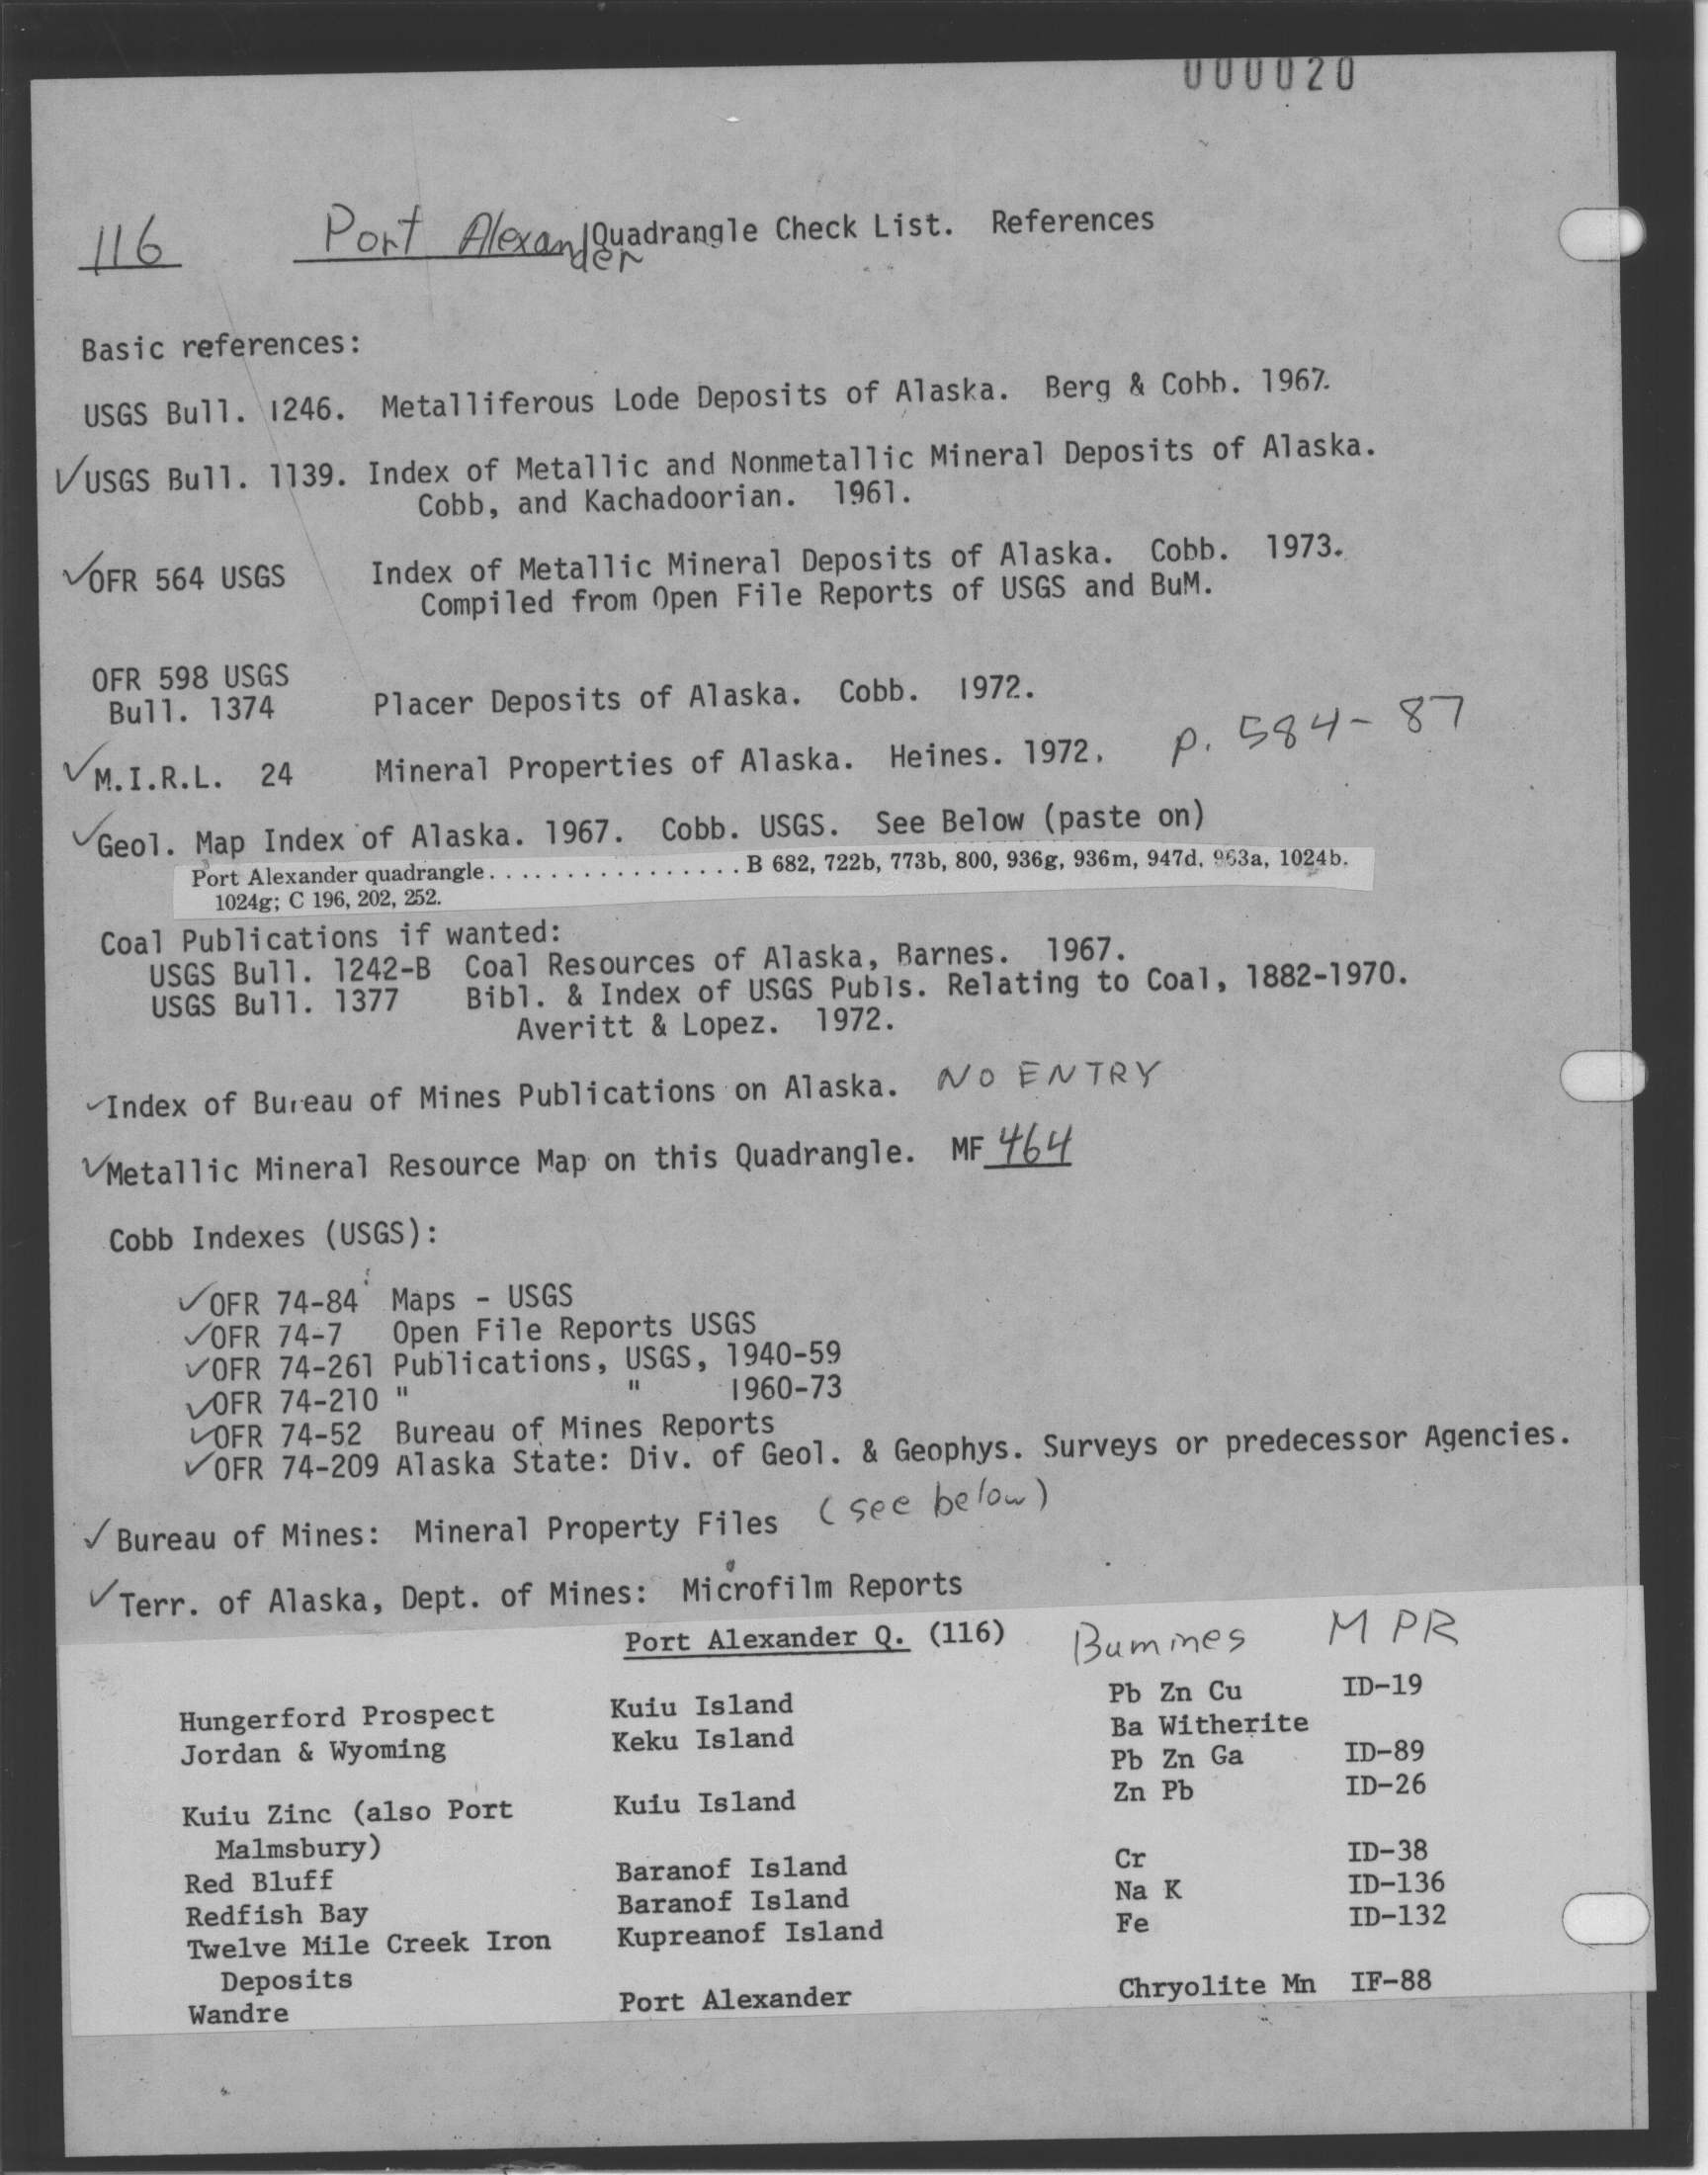 000020
116 Port Alexander Quadrangle Check List. References
Basic references:
USGS Bull. 1246. Metalliferous Lode Deposits of Alaska. Berg & Cobb. 1967.
✓USGS Bull. 1139. Index of Metallic and Nonmetallic Mineral Deposits of Alaska.
Cobb, and Kachadoorian. 1961.
✓OFR 564 USGS Index of Metallic Mineral Deposits of Alaska. Cobb. 1973.
Compiled from Open File Reports of USGS and BuM.
OFR 598 USGS
Bull. 1374 Placer Deposits of Alaska. Cobb. 1972.
✓M.I.R.L. 24 Mineral Properties of Alaska. Heines. 1972. p. 584-87
✓Geol. Map Index of Alaska. 1967. Cobb. USGS. See Below (paste on)
Port Alexander quadrangle................B 682, 722b, 773b, 800, 936g, 936m, 947d, 963a, 1024b.
1024g; C 196, 202, 252.
Coal Publications if wanted:
USGS Bull. 1242-B Coal Resources of Alaska, Barnes. 1967.
USGS Bull. 1377 Bibl. & Index of USGS Publs. Relating to Coal, 1882-1970.
Averitt & Lopez. 1972.
✓Index of Bureau of Mines Publications on Alaska. NO ENTRY
✓Metallic Mineral Resource Map on this Quadrangle. MF 464
Cobb Indexes (USGS):
✓OFR 74-84 Maps - USGS
✓OFR 74-7 Open File Reports USGS
✓OFR 74-261 Publications, USGS, 1940-59
✓OFR 74-210 " " 1960-73
✓OFR 74-52 Bureau of Mines Reports
✓OFR 74-209 Alaska State: Div. of Geol. & Geophys. Surveys or predecessor Agencies.
✓Bureau of Mines: Mineral Property Files (see below)
✓Terr. of Alaska, Dept. of Mines: Microfilm Reports
Port Alexander Q. (116) Bumines MPR
Hungerford Prospect Kuiu Island Pb Zn Cu ID-19
Jordan & Wyoming Keku Island Ba Witherite
Pb Zn Ga ID-89
Kuiu Zinc (also Port Kuiu Island Zn Pb ID-26
Malmsbury)
Red Bluff Baranof Island Cr ID-38
Redfish Bay Baranof Island Na K ID-136
Twelve Mile Creek Iron Kupreanof Island Fe ID-132
Deposits
Wandre Port Alexander Chryolite Mn IF-88